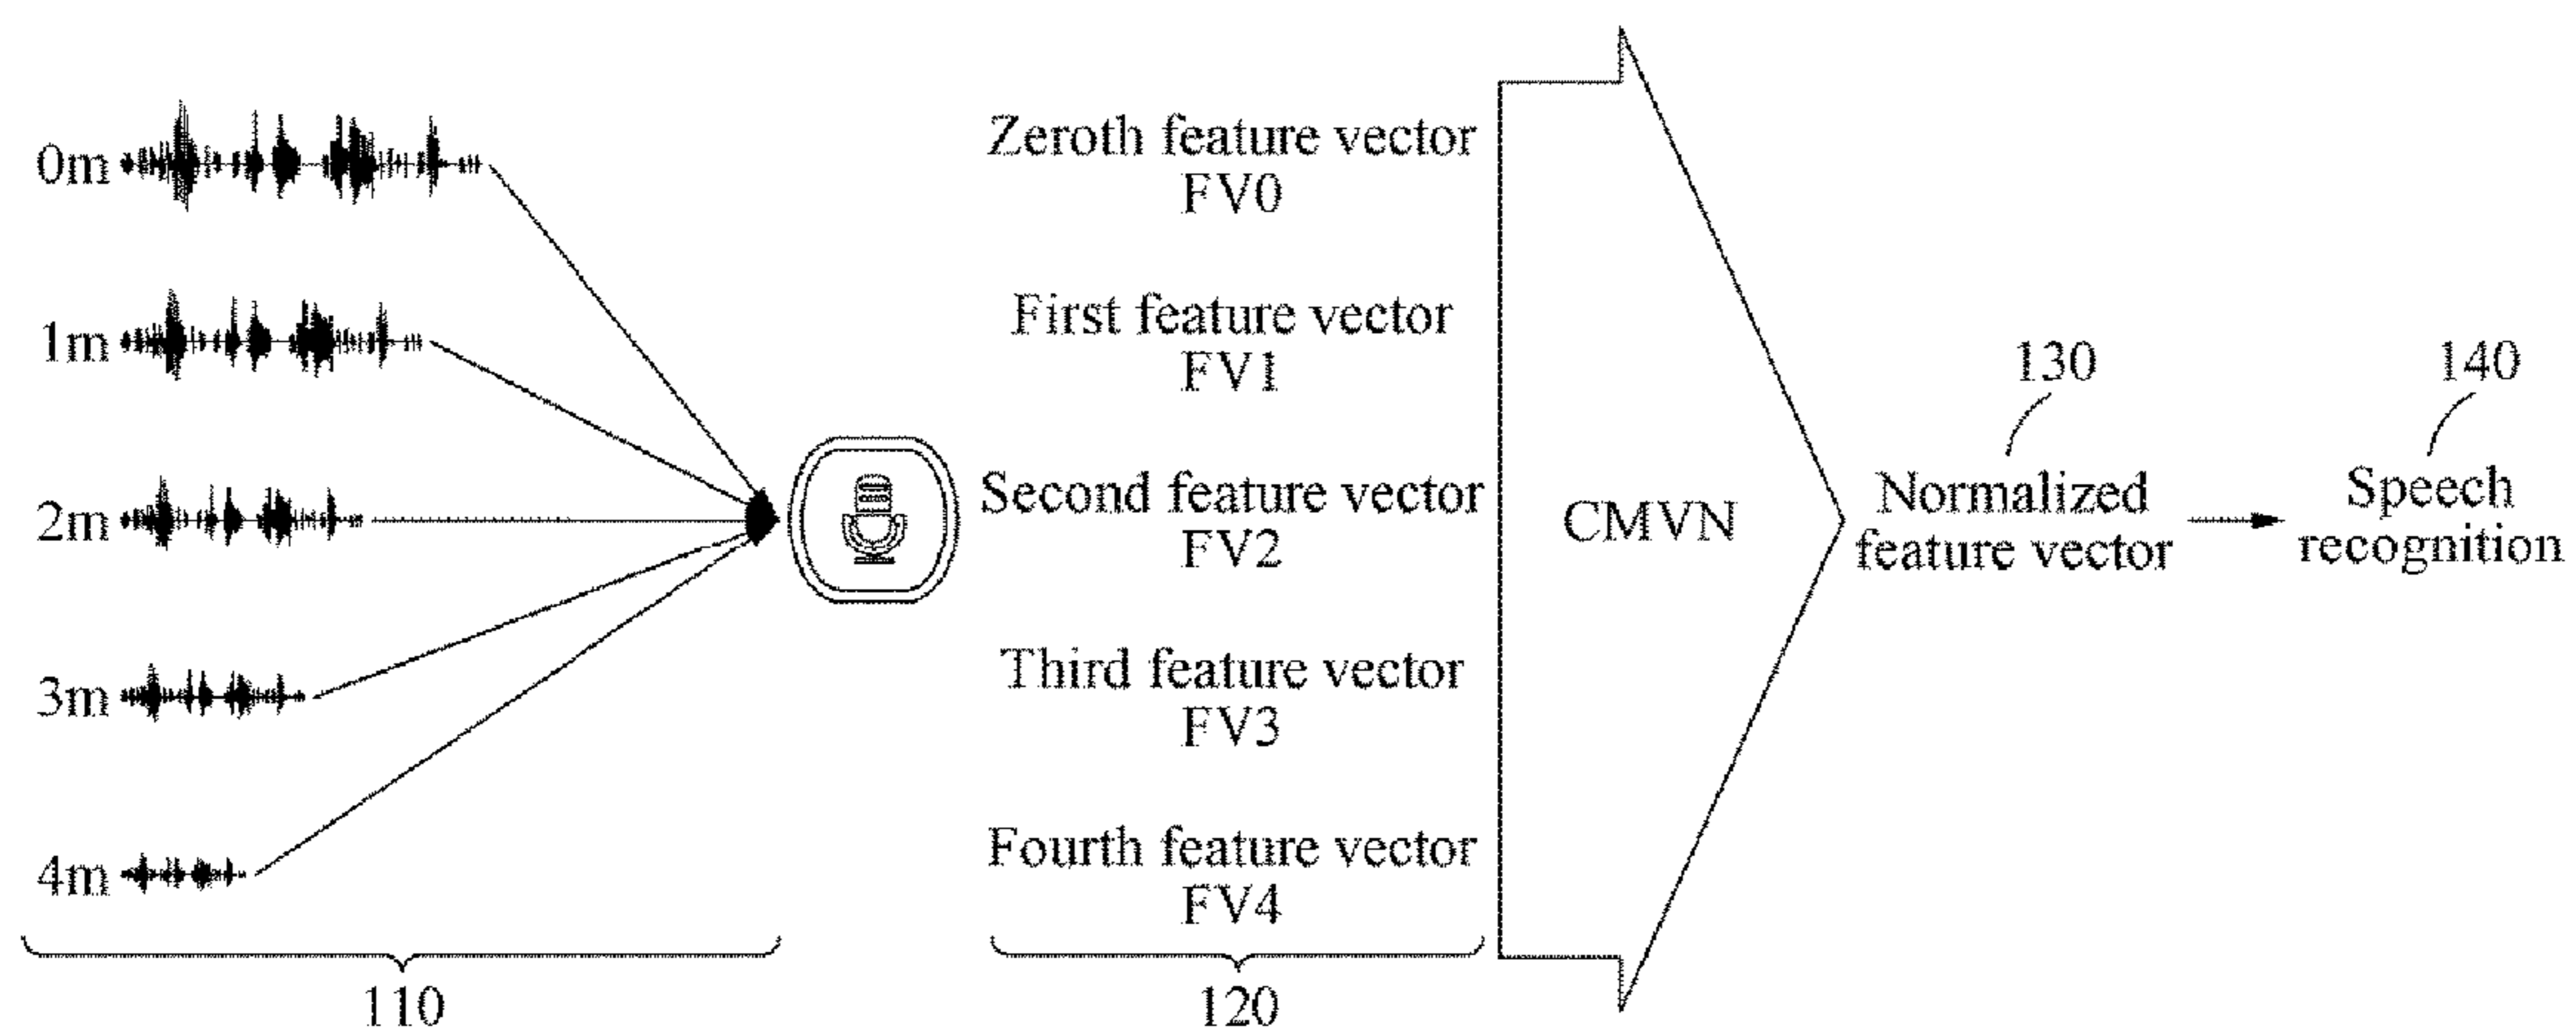 0m
1m
2m
3m
4m
110
Zeroth feature vector
FV0
First feature vector
FV1
Second feature vector
FV2
Third feature vector
FV3
Fourth feature vector
FV4
120
CMVN
130
Normalized
feature vector
140
Speech
recognition